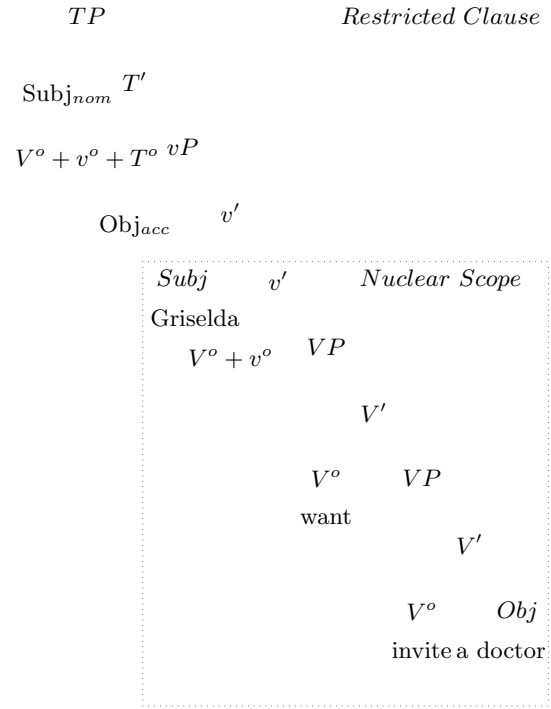 TP Restricted Clause
Subj_nom T′
V^o + v^o + T^o vP
Obj_acc v′
Subj v′ Nuclear Scope
Griselda
V^o + v^o VP
V′
V^o VP
want
V′
V^o Obj
invite a doctor